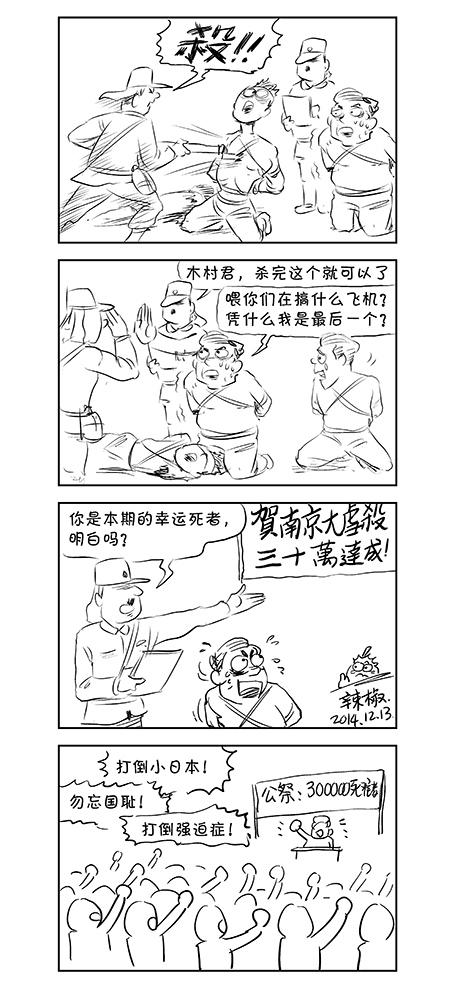 殺!!
木村君，杀完这个就可以了
喂你们在搞什么飞机？
凭什么我是最后一个？
你是本期的幸运死者，
明白吗？
賀南京大虐殺
三十萬達成！
辣椒.
2014.12.13
打倒小日本！
勿忘国耻！
打倒强迫症！
公祭：300000死難者